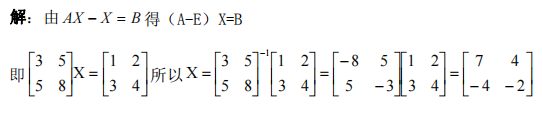 解：由 AX − X = B 得（A-E）X=B
即 [3 5; 5 8] X = [1 2; 3 4] 所以 X = [3 5; 5 8]⁻¹ [1 2; 3 4] = [−8 5; 5 −3] [1 2; 3 4] = [7 4; −4 −2]